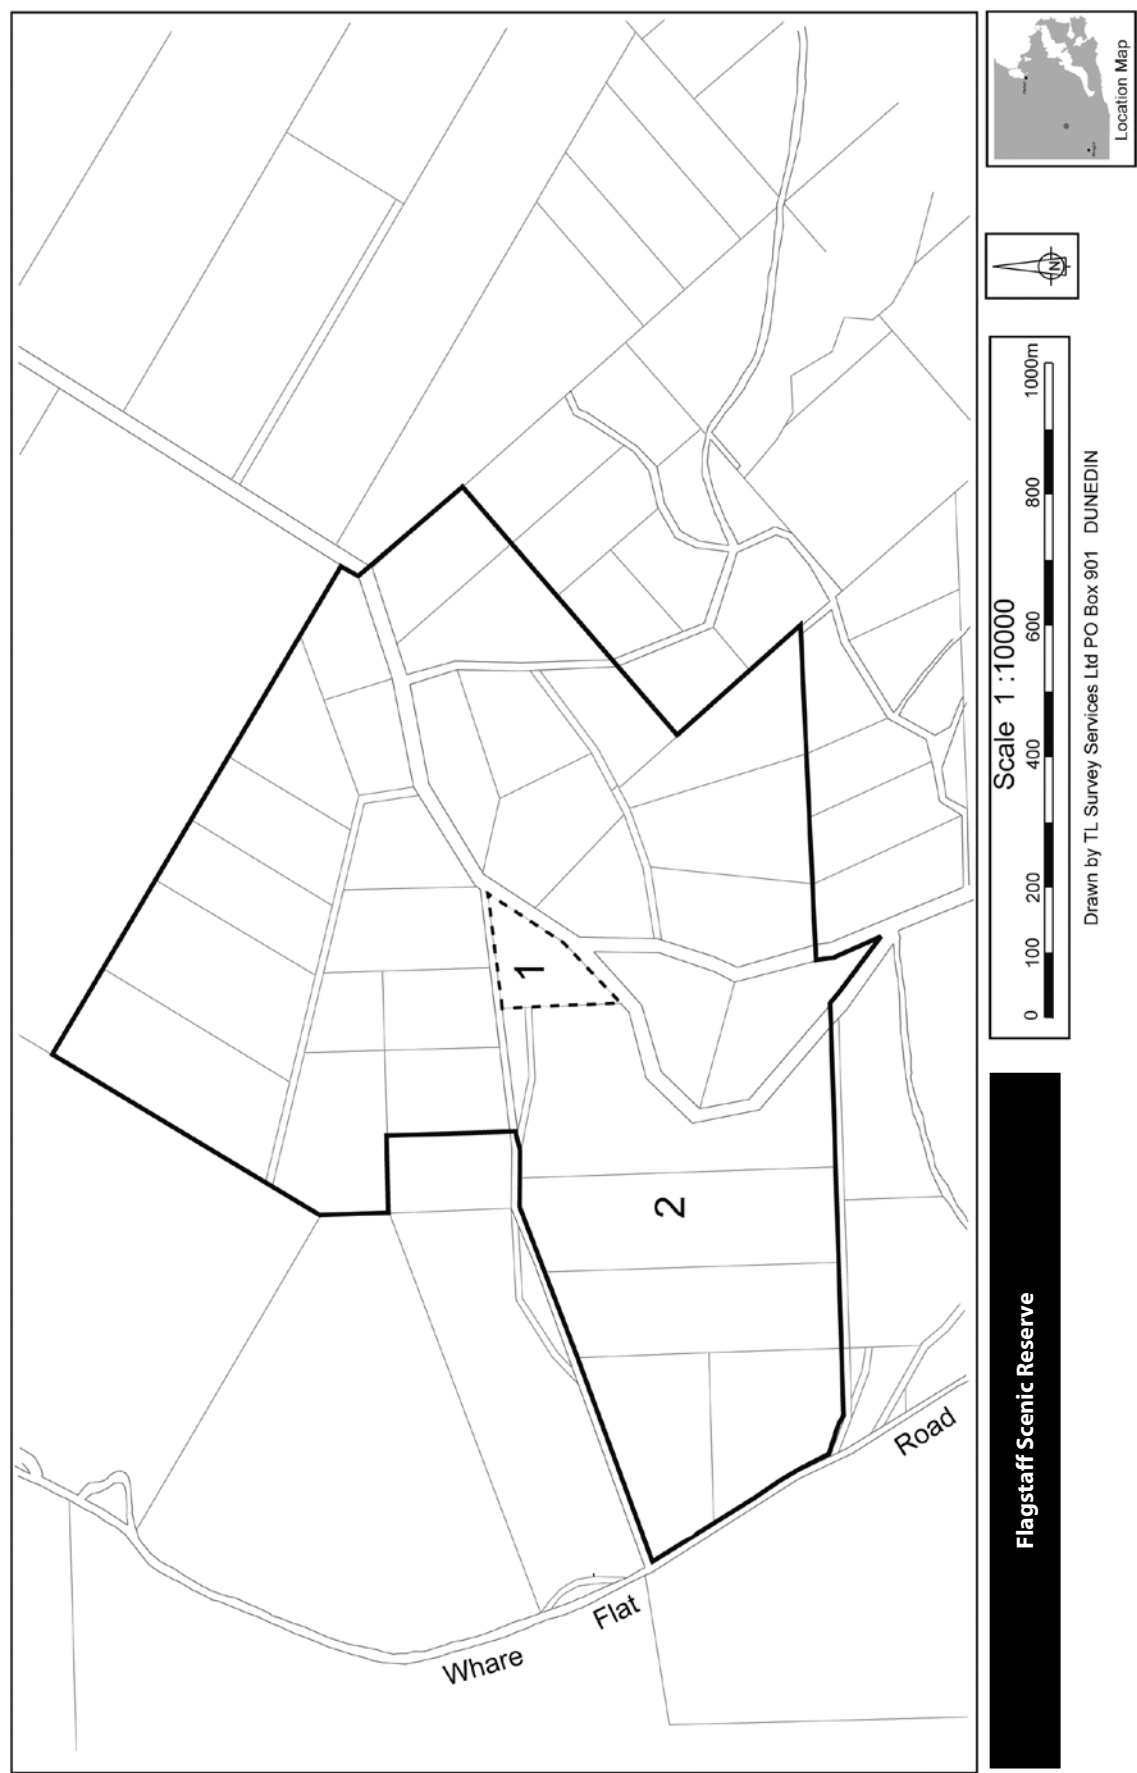 1
2
Whare
Flat
Road
Flagstaff Scenic Reserve
Scale 1 :10000
0 100 200 400 600 800 1000m
Drawn by TL Survey Services Ltd PO Box 901 DUNEDIN
N
Location Map